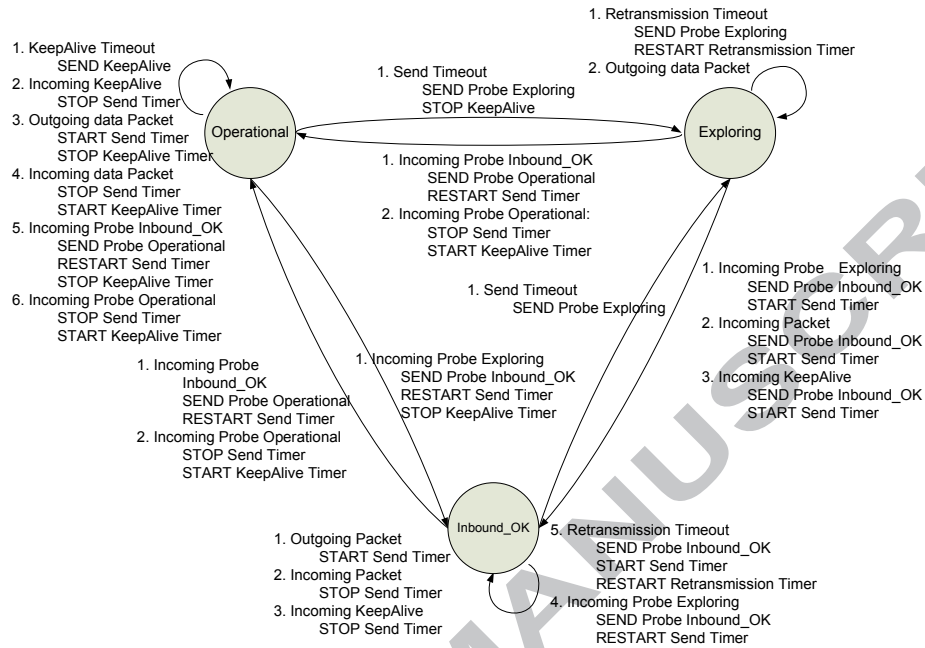 1. Retransmission Timeout
SEND Probe Exploring
RESTART Retransmission Timer
2. Outgoing data Packet
1. KeepAlive Timeout
SEND KeepAlive
2. Incoming KeepAlive
STOP Send Timer
3. Outgoing data Packet
START Send Timer
STOP KeepAlive Timer
4. Incoming data Packet
STOP Send Timer
START KeepAlive Timer
5. Incoming Probe Inbound_OK
SEND Probe Operational
RESTART Send Timer
STOP KeepAlive Timer
6. Incoming Probe Operational
STOP Send Timer
START KeepAlive Timer
Operational
1. Send Timeout
SEND Probe Exploring
STOP KeepAlive
Exploring
1. Incoming Probe Inbound_OK
SEND Probe Operational
RESTART Send Timer
2. Incoming Probe Operational:
STOP Send Timer
START KeepAlive Timer
1. Send Timeout
SEND Probe Exploring
1. Incoming Probe Exploring
SEND Probe Inbound_OK
START Send Timer
2. Incoming Packet
SEND Probe Inbound_OK
START Send Timer
3. Incoming KeepAlive
SEND Probe Inbound_OK
START Send Timer
1. Incoming Probe
Inbound_OK
SEND Probe Operational
RESTART Send Timer
2. Incoming Probe Operational
STOP Send Timer
START KeepAlive Timer
1. Incoming Probe Exploring
SEND Probe Inbound_OK
RESTART Send Timer
STOP KeepAlive Timer
Inbound_OK
1. Outgoing Packet
START Send Timer
2. Incoming Packet
STOP Send Timer
3. Incoming KeepAlive
STOP Send Timer
5. Retransmission Timeout
SEND Probe Inbound_OK
START Send Timer
RESTART Retransmission Timer
4. Incoming Probe Exploring
SEND Probe Inbound_OK
RESTART Send Timer
MANUSCR